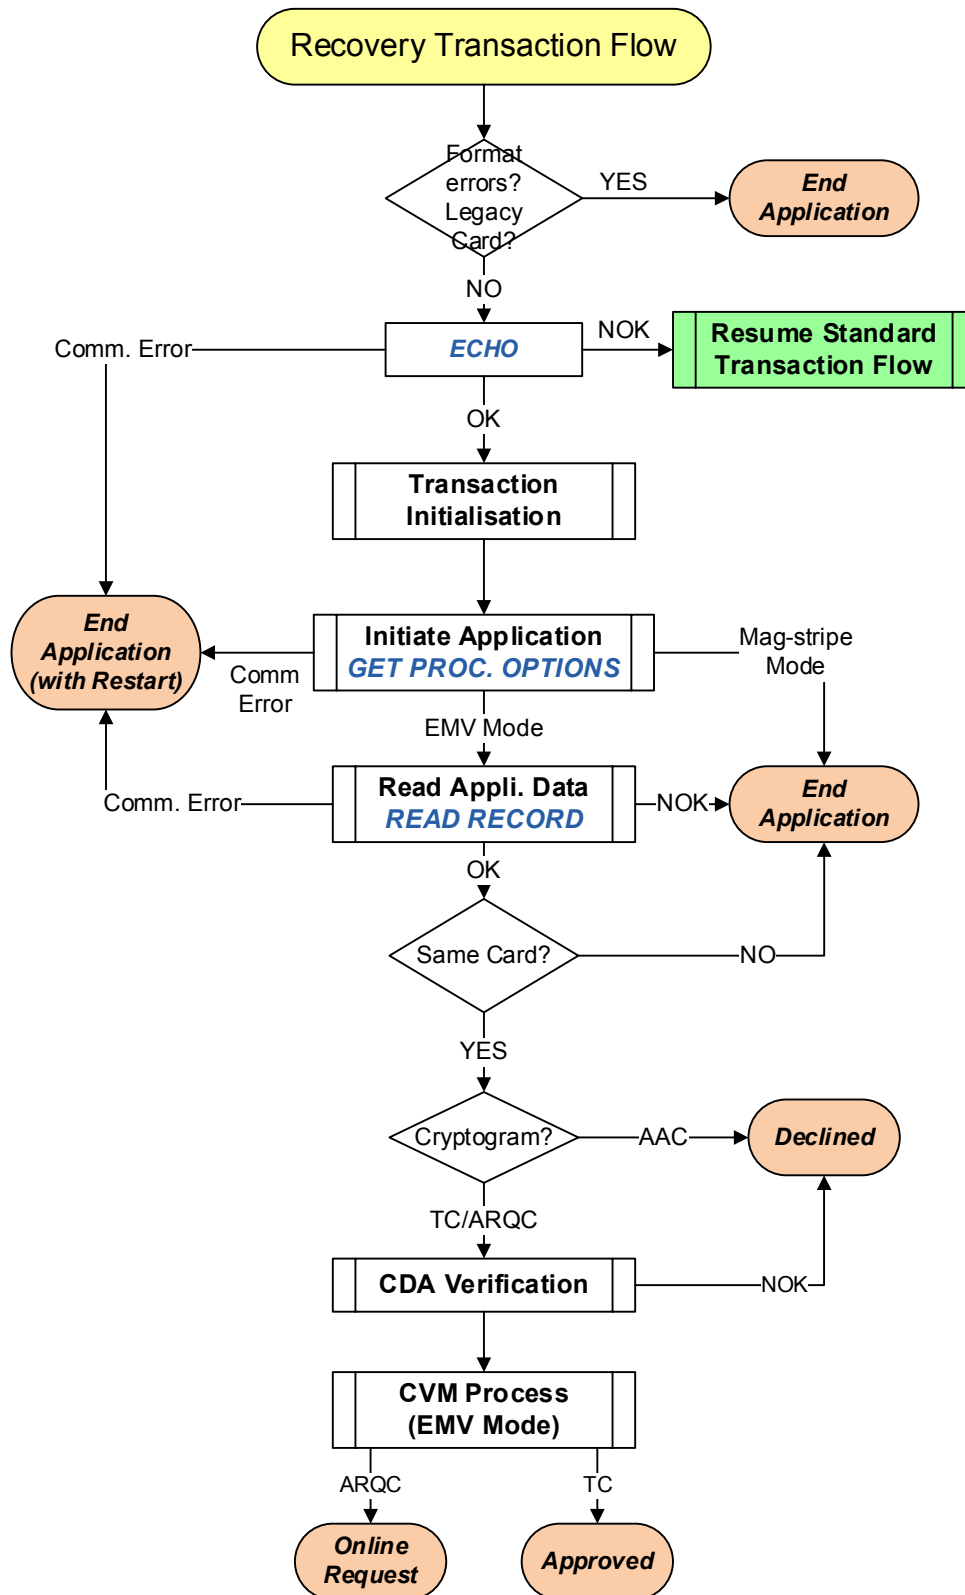 Recovery Transaction Flow
Format
errors?
Legacy
Card?
YES
End
Application
NO
Comm. Error
ECHO
NOK
Resume Standard
Transaction Flow
OK
Transaction
Initialisation
End
Application
(with Restart)
Comm
Error
Initiate Application
GET PROC. OPTIONS
Mag-stripe
Mode
EMV Mode
Comm. Error
Read Appli. Data
READ RECORD
NOK
End
Application
OK
Same Card?
NO
YES
Cryptogram?
AAC
Declined
TC/ARQC
CDA Verification
NOK
CVM Process
(EMV Mode)
ARQC
TC
Online
Request
Approved